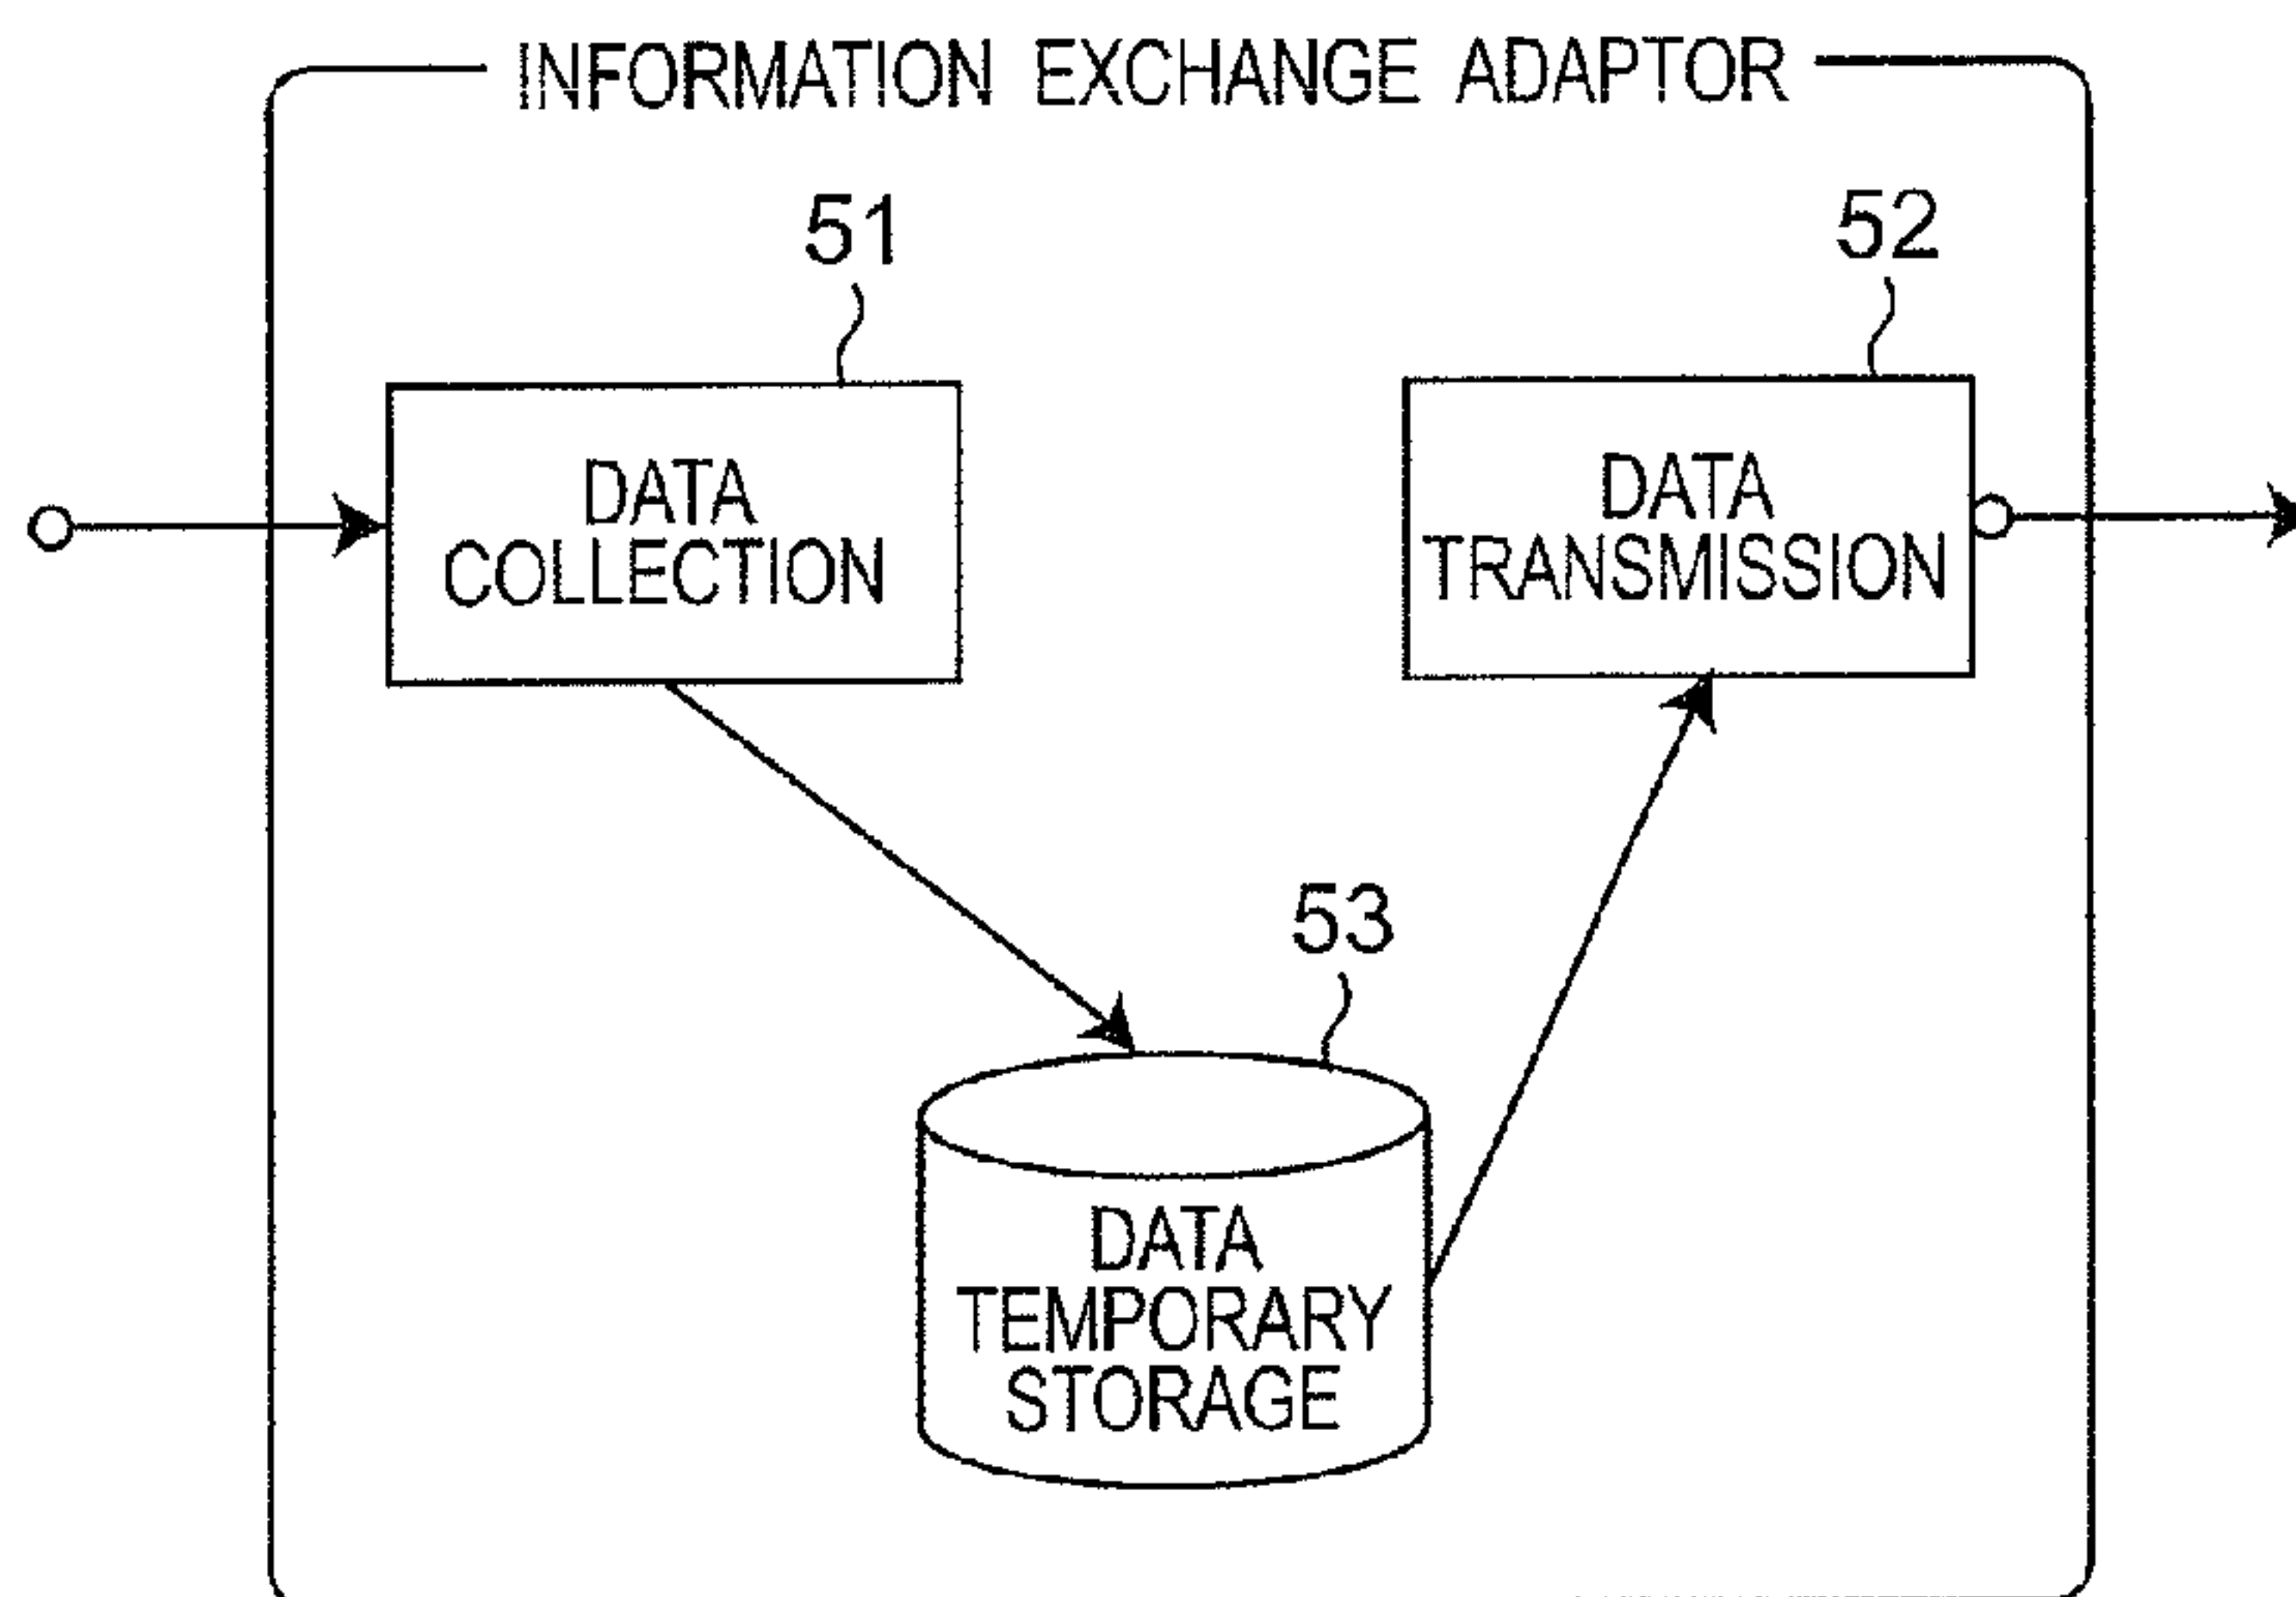 INFORMATION EXCHANGE ADAPTOR
51
52
DATA
COLLECTION
DATA
TRANSMISSION
53
DATA
TEMPORARY
STORAGE